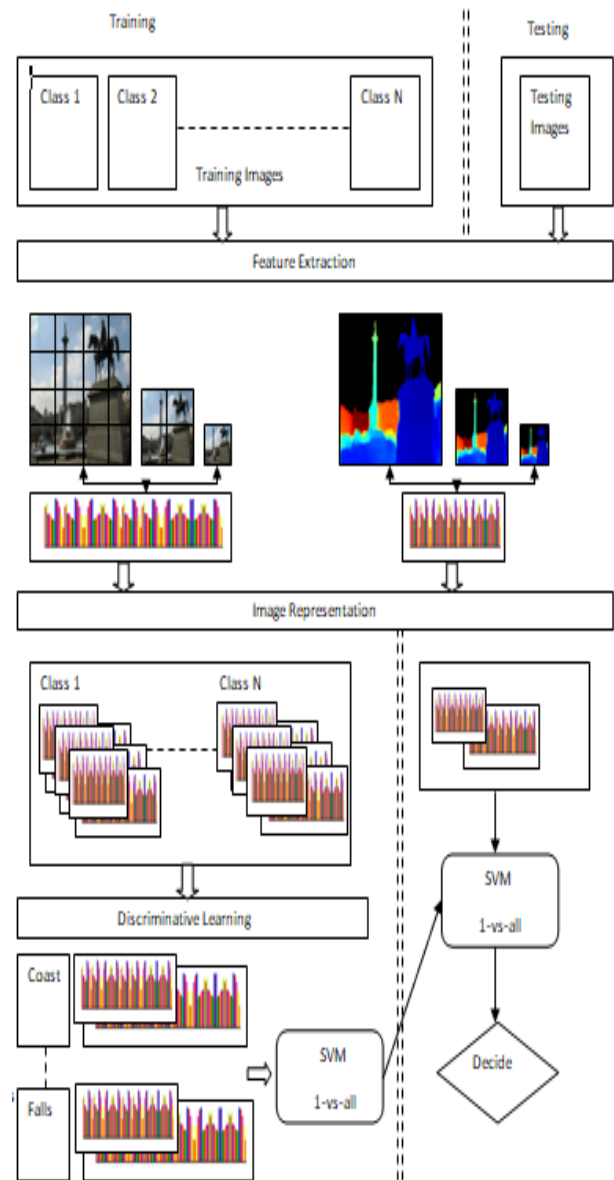 Training
Testing
Class 1
Class 2
Class N
Testing
Images
Training Images
Feature Extraction
Image Representation
Class 1
Class N
SVM
1-vs-all
Discriminative Learning
Coast
SVM
1-vs-all
Decide
Falls